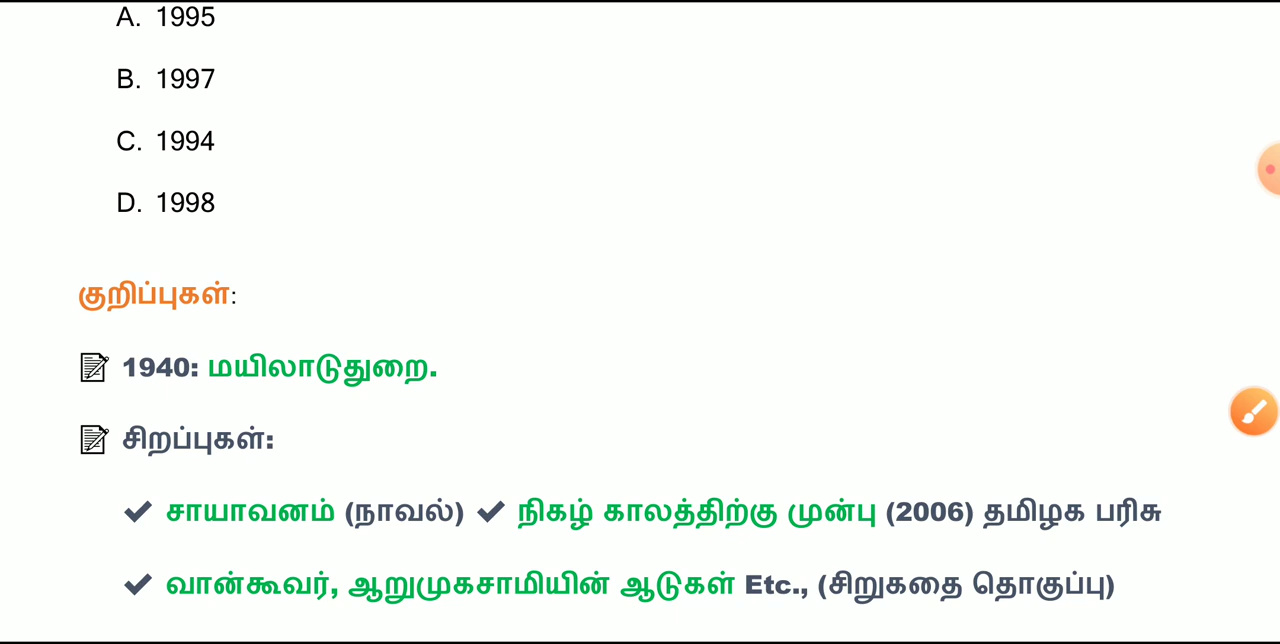 A. 1995
B. 1997
C. 1994
D. 1998
குறிப்புகள்:
1940: மயிலாடுதுறை.
சிறப்புகள்:
✔ சாயாவனம் (நாவல்) ✔ நிகழ் காலத்திற்கு முன்பு (2006) தமிழக பரிசு
✔ வான்கூவர், ஆறுமுகசாமியின் ஆடுகள் Etc., (சிறுகதை தொகுப்பு)